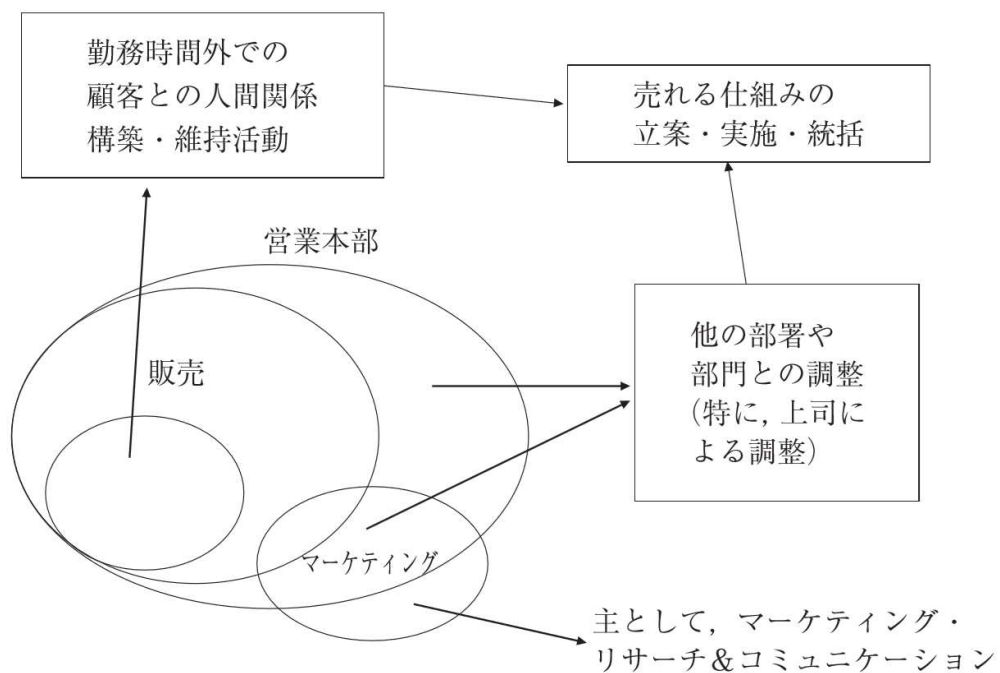 勤務時間外での
顧客との人間関係
構築・維持活動
売れる仕組みの
立案・実施・統括
営業本部
販売
他の部署や
部門との調整
(特に, 上司に
よる調整)
マーケティング
主として, マーケティング・
リサーチ&コミュニケーション